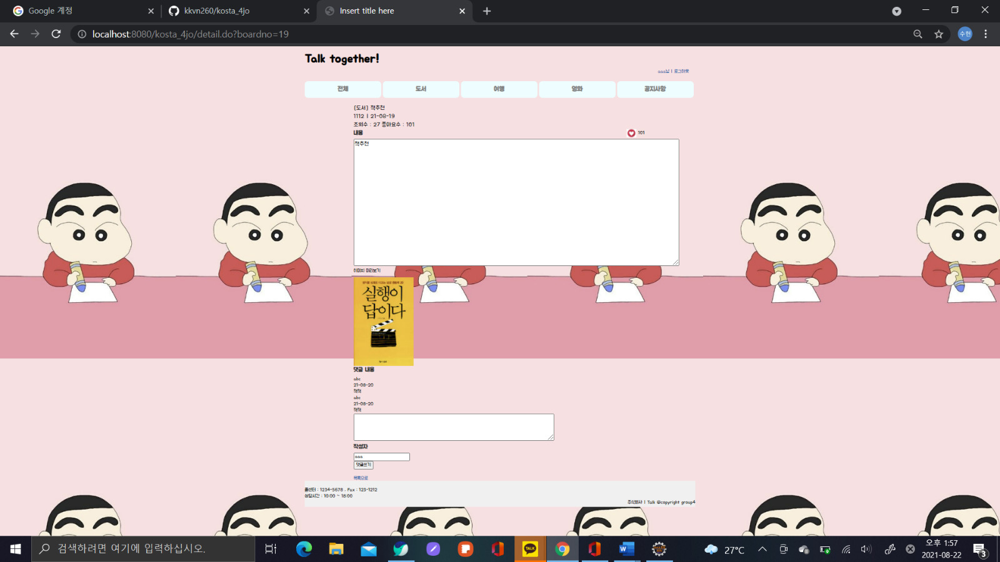 Google 계정
kkvn260/kosta_4jo
Insert title here
localhost:8080/kosta_4jo/detail.do?boardno=19
수현
Talk together!
aaa님 | 로그아웃
전체 도서 여행 영화 공지사항
[도서] 책추천
1112 | 21-08-19
조회수 : 27 좋아요수 : 101
내용
101
책추천
이미지 미리보기
실행이
답이다
댓글 내용
abc
21-08-20
책책
abc
21-08-20
책책
작성자
aaa
댓글쓰기
목록으로
콜센터 : 1234-5678 , Fax : 123-1212
상담시간 : 10:00 ~ 18:00
주식회사 | Talk @copyright group4
검색하려면 여기에 입력하십시오.
TALK
27°C
오후 1:57
2021-08-22
3